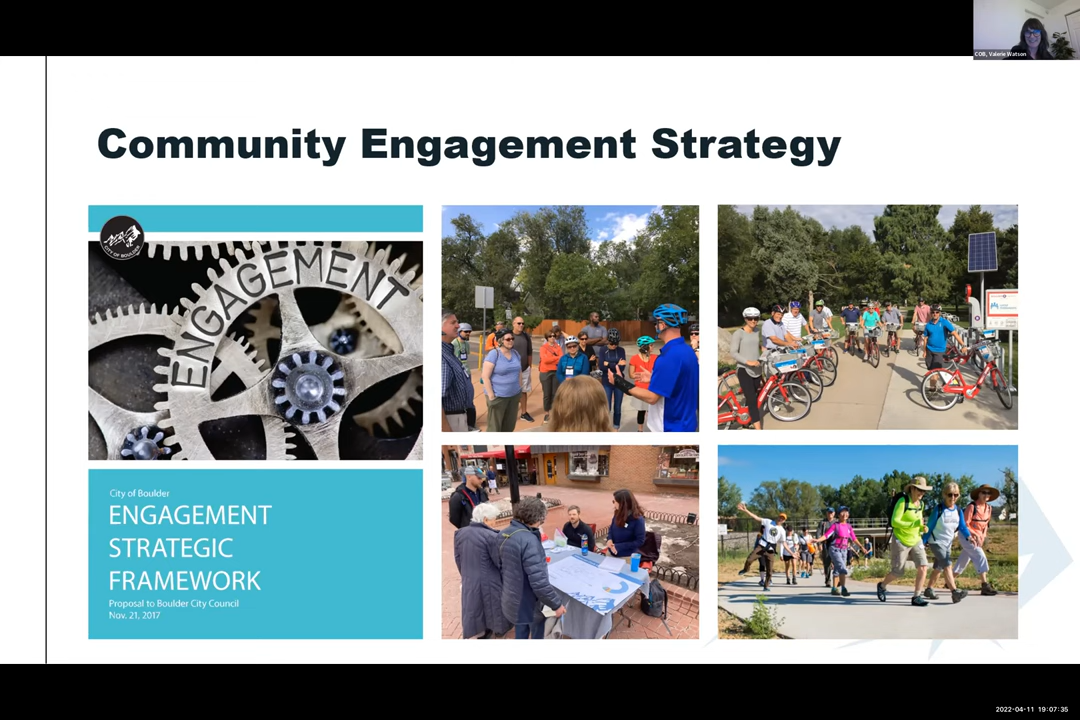 COB, Valerie Watson
Community Engagement Strategy
CITY OF BOULDER
ENGAGEMENT
City of Boulder
ENGAGEMENT
STRATEGIC
FRAMEWORK
Proposal to Boulder City Council
Nov. 21, 2017
2022-04-11 19:07:35